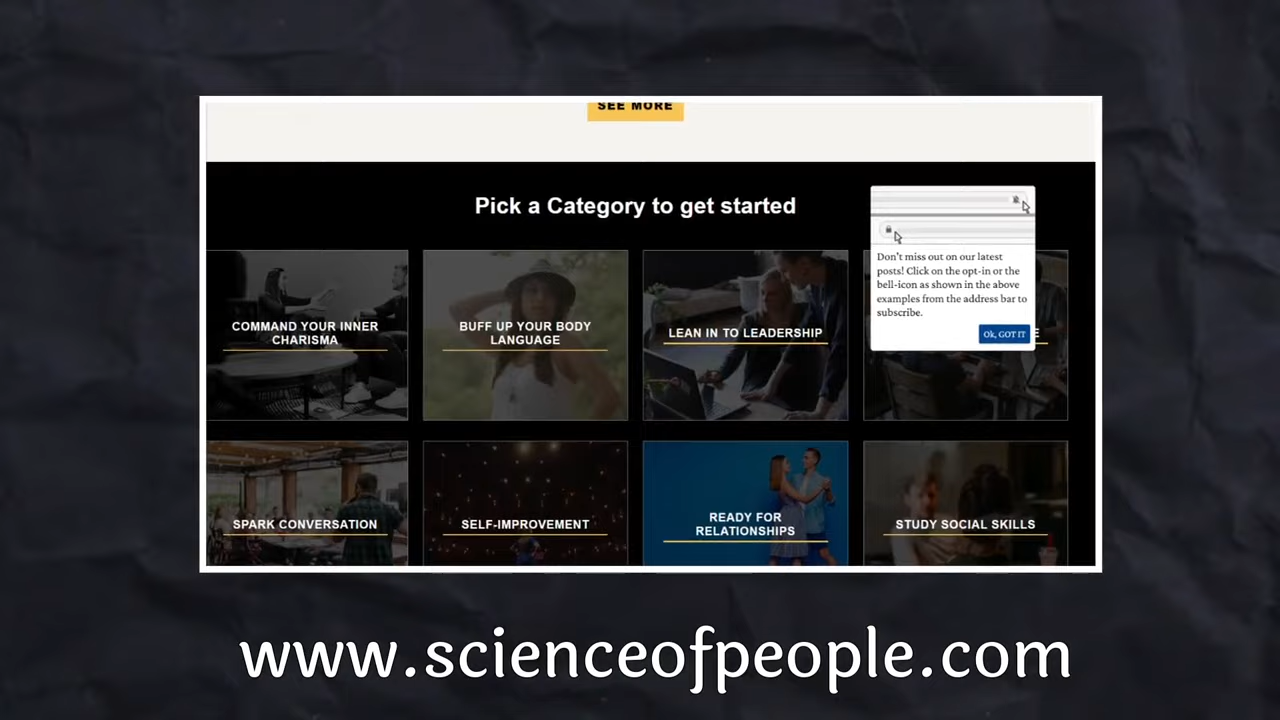 SEE MORE
Pick a Category to get started
Don't miss out on our latest
posts! Click on the opt-in or the
bell-icon as shown in the above
examples from the address bar to
subscribe.
Ok, GOT IT
COMMAND YOUR INNER
CHARISMA
BUFF UP YOUR BODY
LANGUAGE
LEAN IN TO LEADERSHIP
SPARK CONVERSATION
SELF-IMPROVEMENT
READY FOR
RELATIONSHIPS
STUDY SOCIAL SKILLS
www.scienceofpeople.com